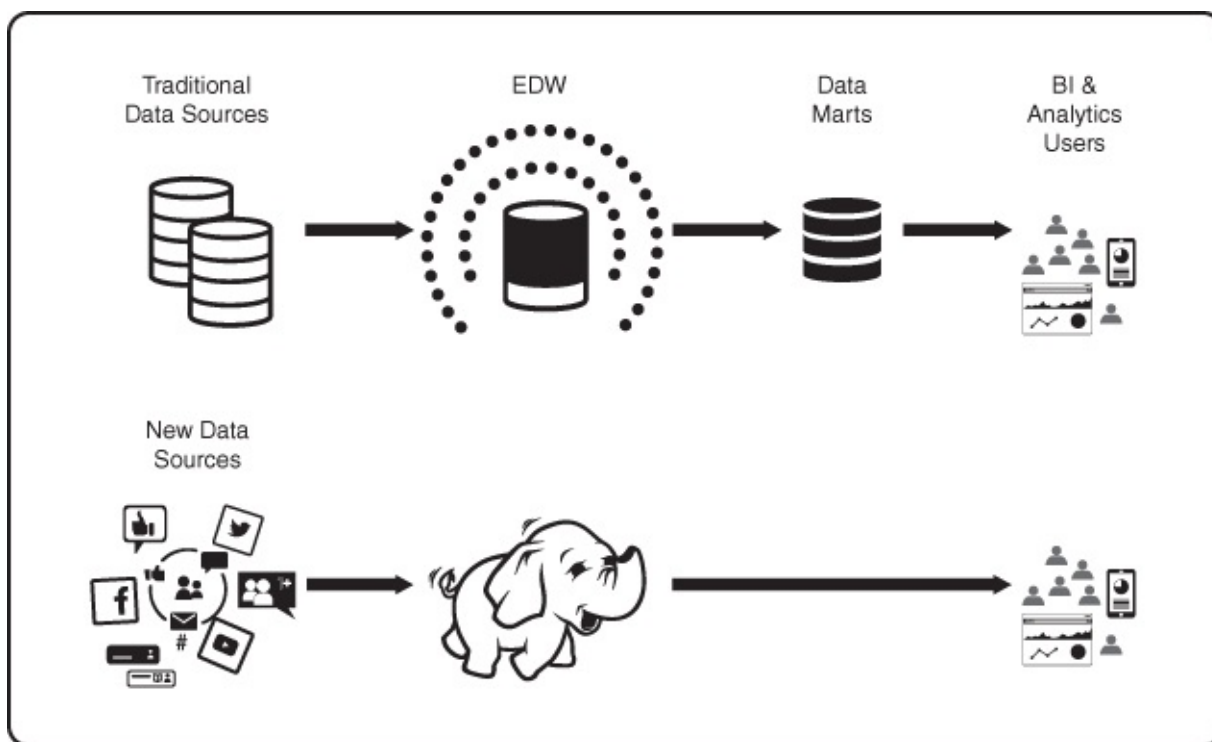 Traditional
Data Sources
EDW
Data
Marts
BI &
Analytics
Users
New Data
Sources
f
#